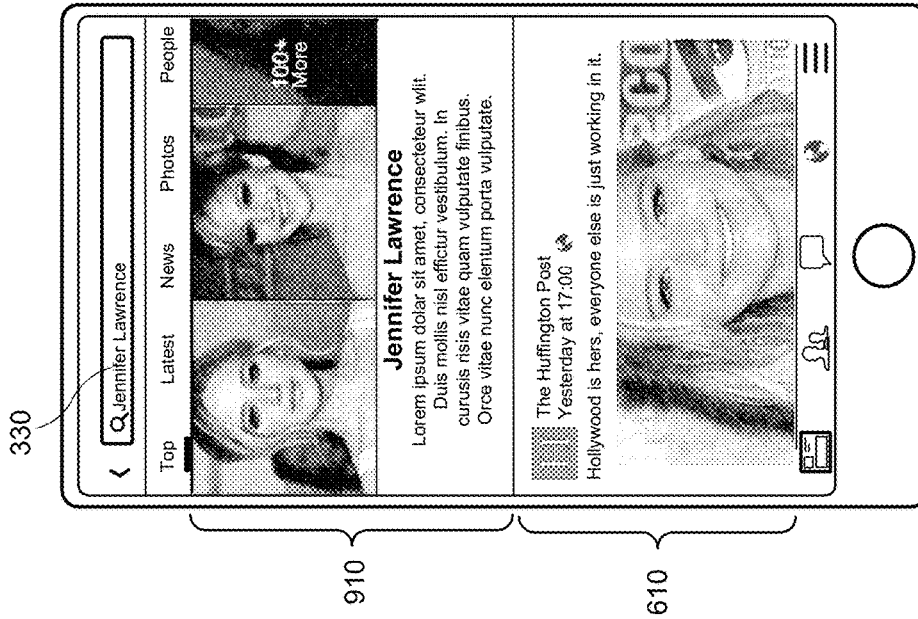 330
Jennifer Lawrence
Top Latest News Photos People
100+
More
Jennifer Lawrence
Lorem ipsum dolar sit amet, consecteteur wlit.
Duis mollis nisl effictur vestibulum. In
curusis risis vitae quam vulputate finibus.
Orce vitae nunc elentum porta vulputate.
910
The Huffington Post
Yesterday at 17:00
Hollywood is hers, everyone else is just working in it.
610